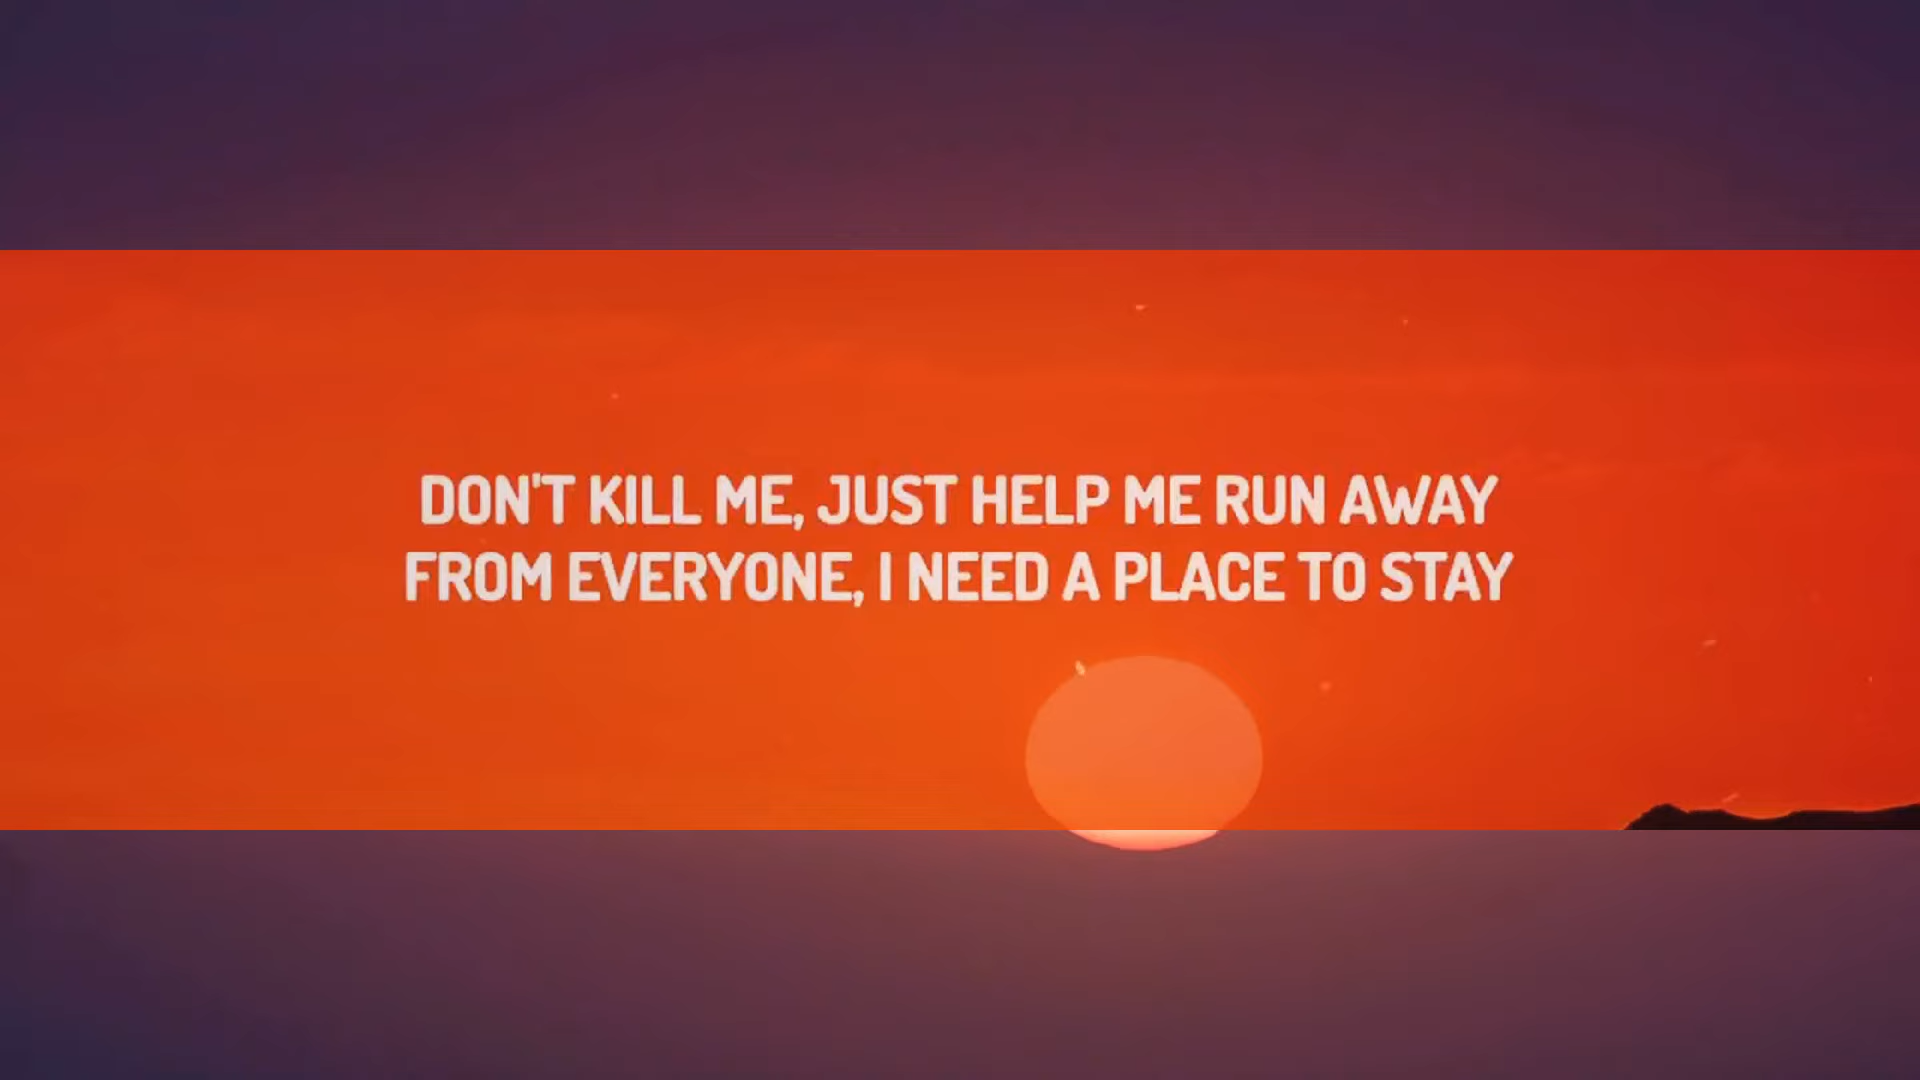 DON'T KILL ME, JUST HELP ME RUN AWAY
FROM EVERYONE, I NEED A PLACE TO STAY